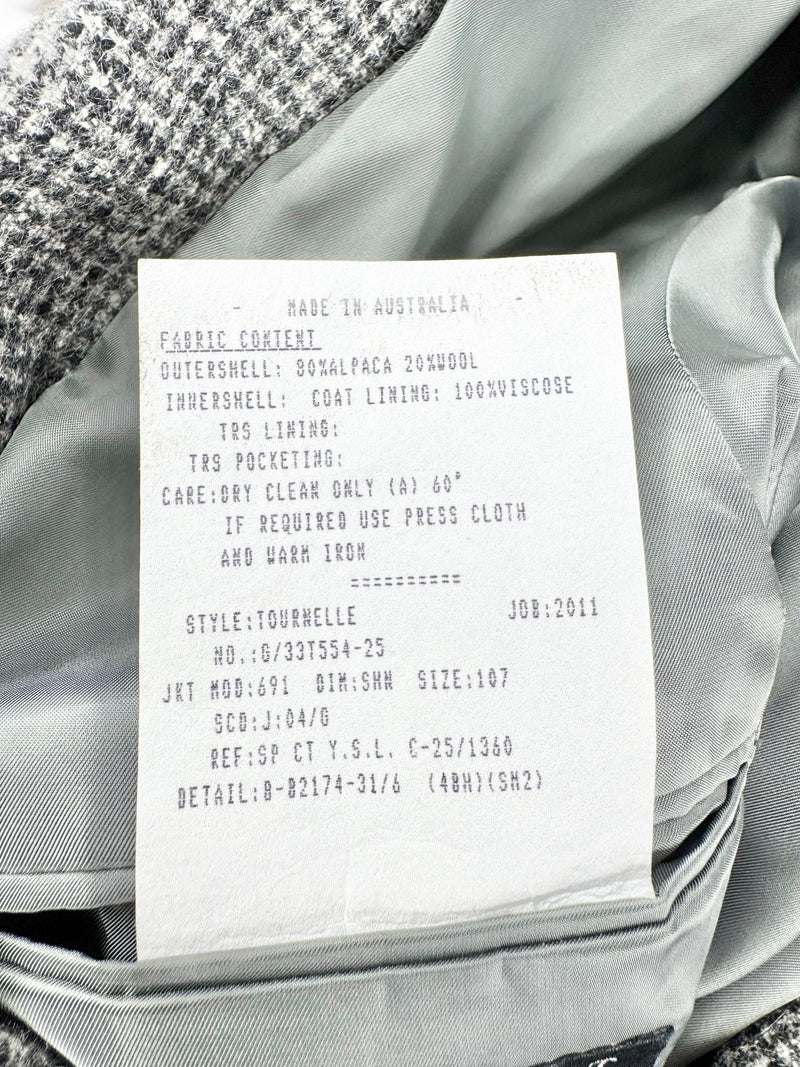 - MADE IN AUSTRALIA -
FABRIC CONTENT
OUTERSHELL: 80%ALPACA 20%WOOL
INNERSHELL: COAT LINING: 100%VISCOSE
TRS LINING:
TRS POCKETING:
CARE:DRY CLEAN ONLY (A) 60°
IF REQUIRED USE PRESS CLOTH
AND WARM IRON
==========
STYLE:TOURNELLE JOB:2011
NO.:G/33T554-25
JKT MOD:691 DIM:SHN SIZE:107
SCD:J:04/G
REF:SP CT Y.S.L. C-25/1360
DETAIL:B-B2174-31/6 (4BH)(SH2)